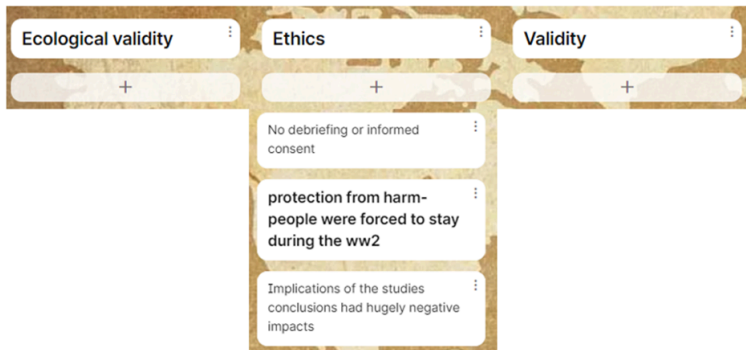 Ecological validity
Ethics
Validity
+
+
+
No debriefing or informed
consent
protection from harm-
people were forced to stay
during the ww2
Implications of the studies
conclusions had hugely negative
impacts